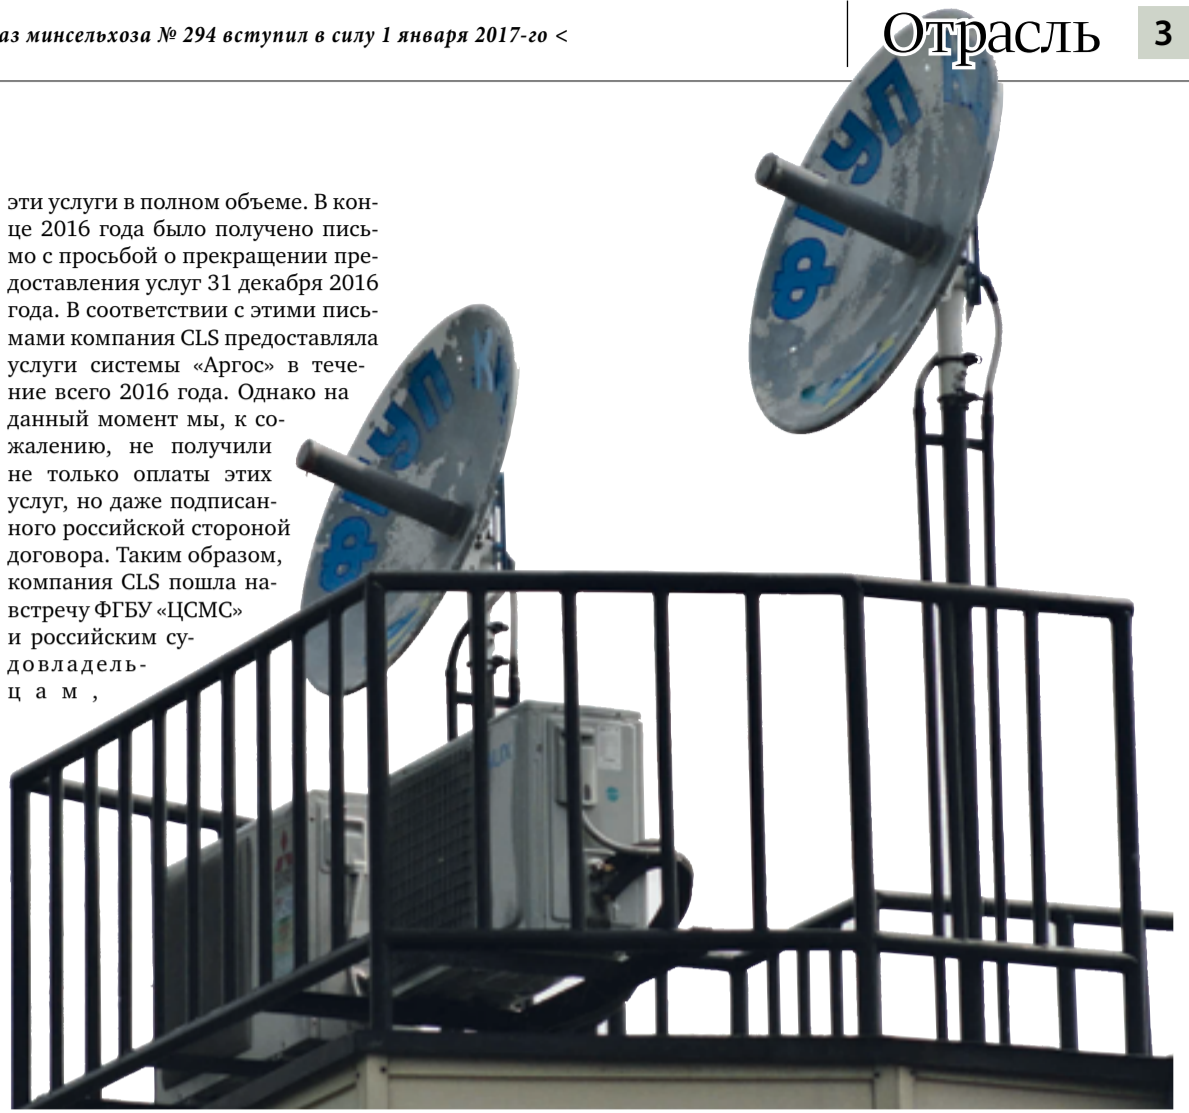 аз минсельхоза № 294 вступил в силу 1 января 2017-го <
Отрасль
3
эти услуги в полном объеме. В кон-
це 2016 года было получено пись-
мо с просьбой о прекращении пре-
доставления услуг 31 декабря 2016
года. В соответствии с этими пись-
мами компания CLS предоставляла
услуги системы «Аргос» в тече-
ние всего 2016 года. Однако на
данный момент мы, к со-
жалению, не получили
не только оплаты этих
услуг, но даже подписан-
ного российской стороной
договора. Таким образом,
компания CLS пошла на-
встречу ФГБУ «ЦСМС»
и российским су-
довладель-
цам,
ФГУП
ФГУП